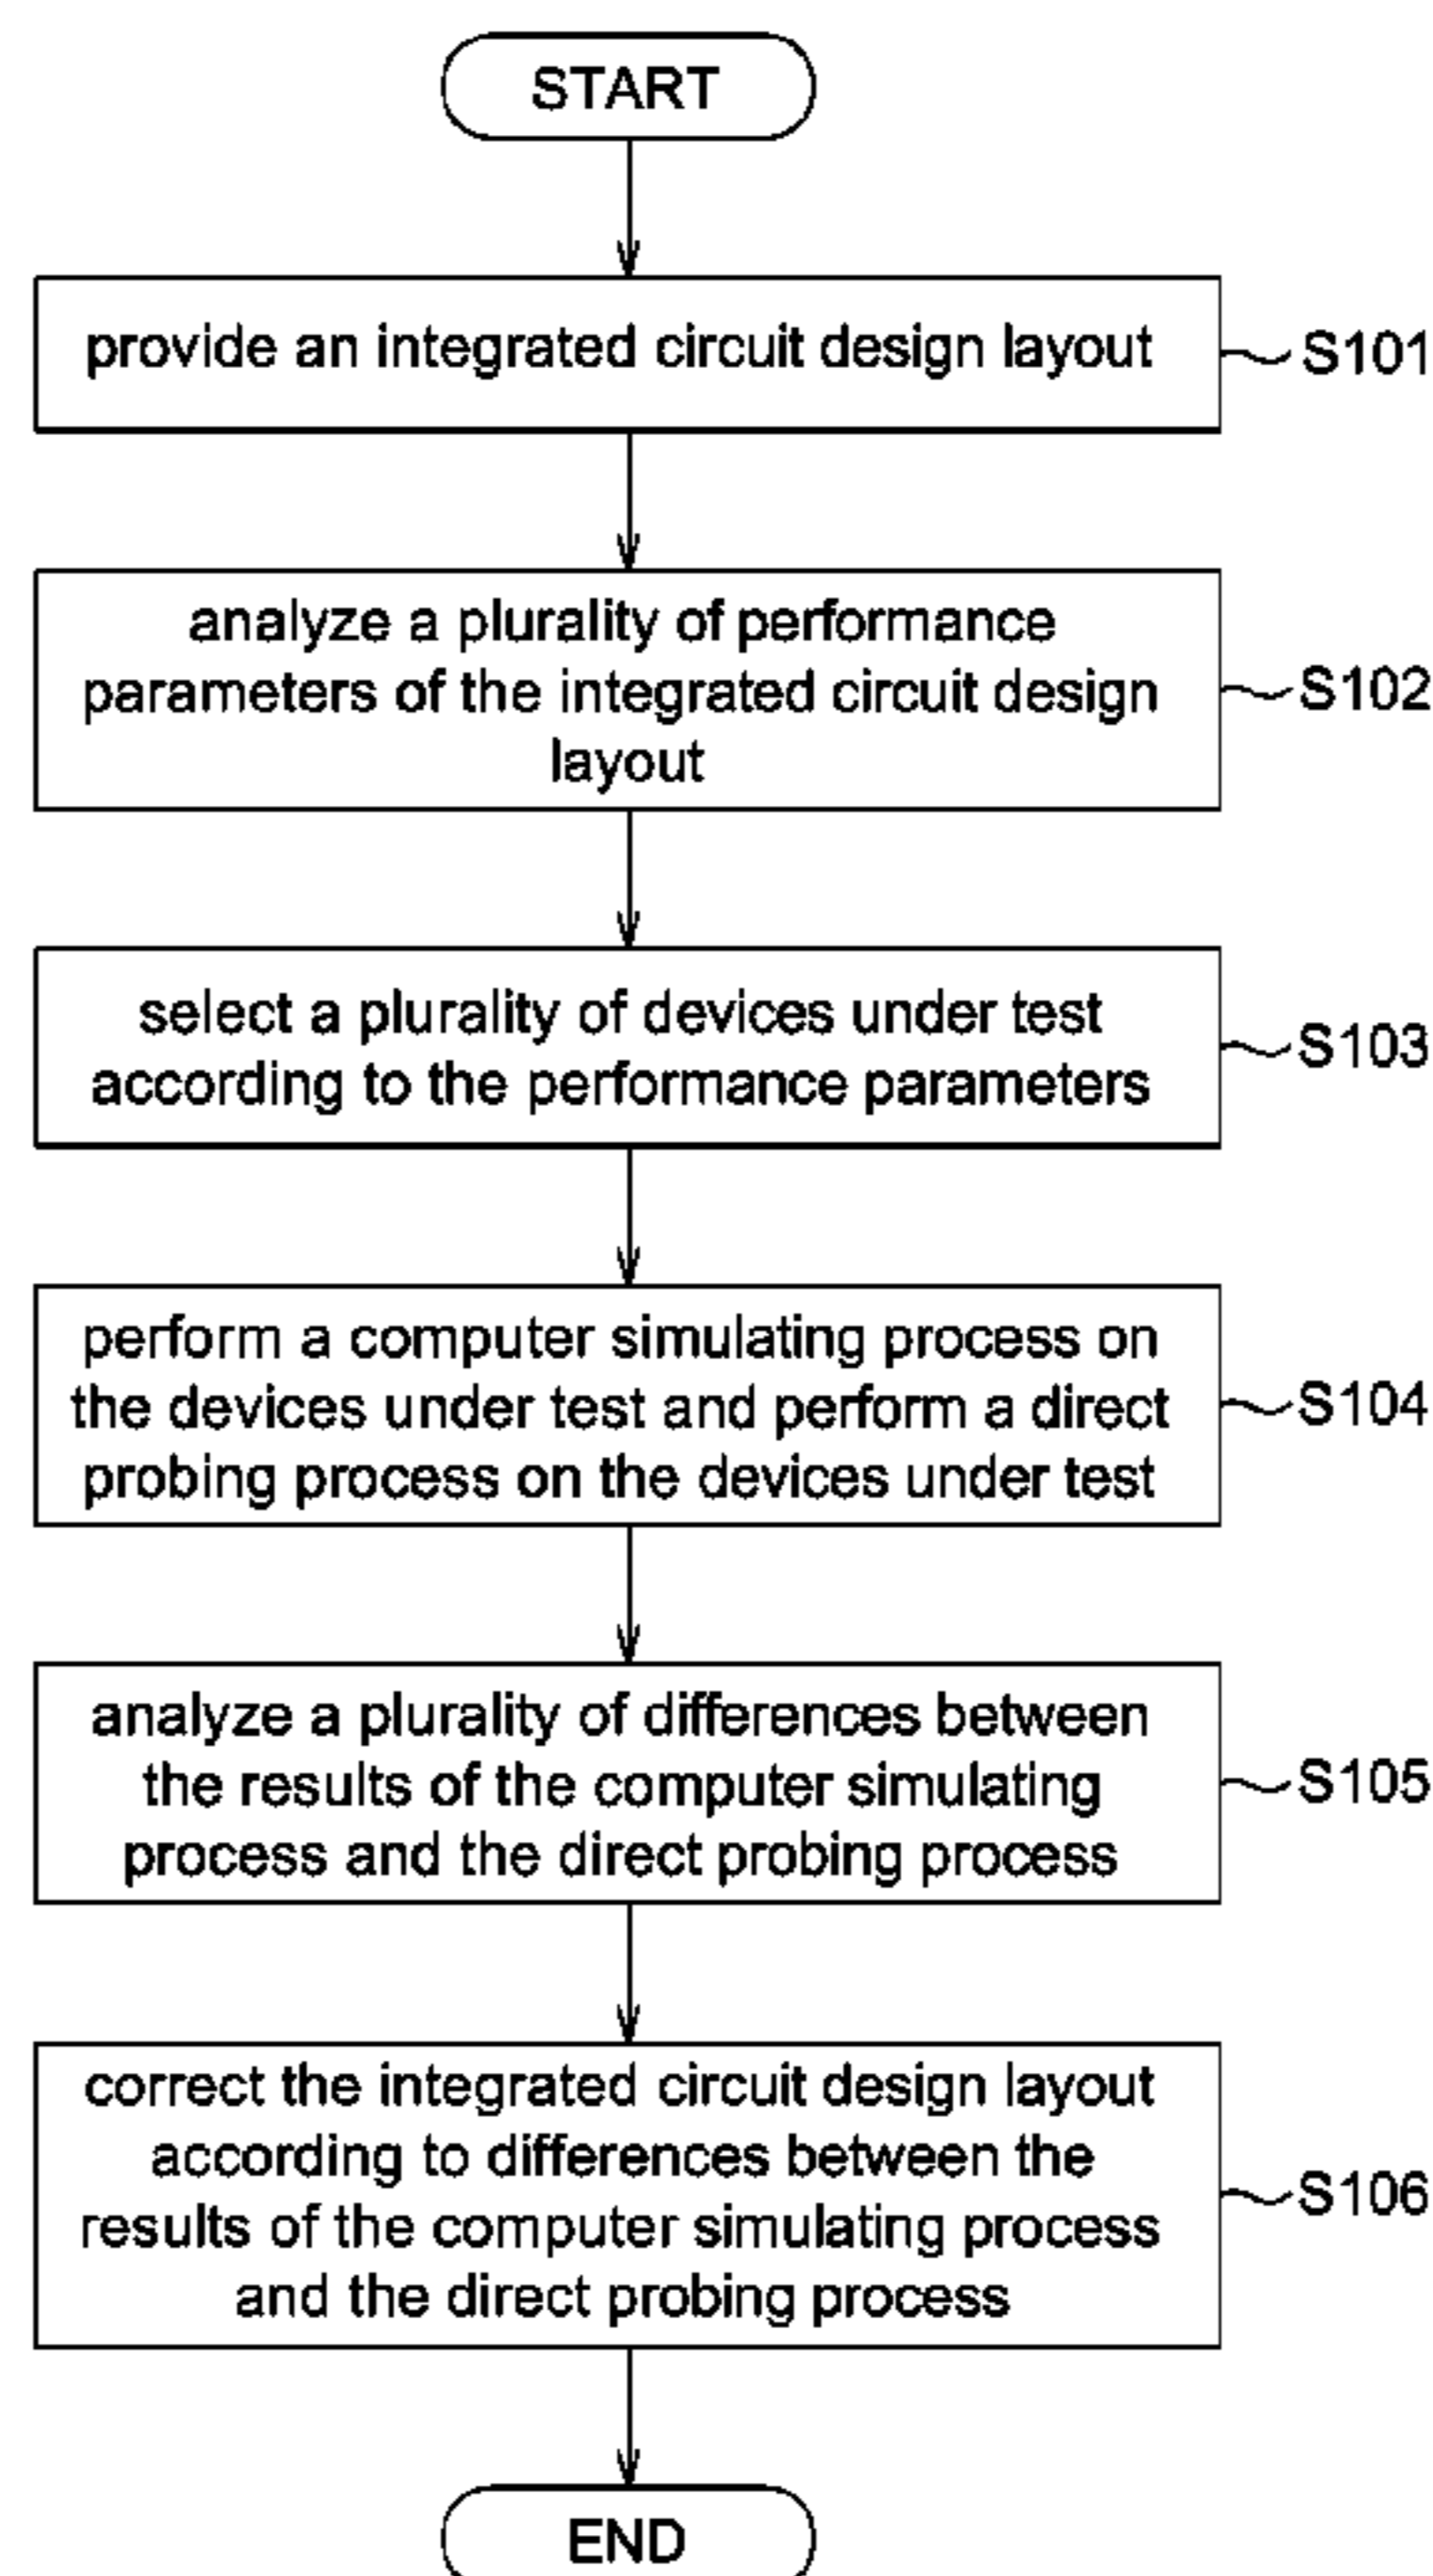 START
provide an integrated circuit design layout
S101
analyze a plurality of performance
parameters of the integrated circuit design
layout
S102
select a plurality of devices under test
according to the performance parameters
S103
perform a computer simulating process on
the devices under test and perform a direct
probing process on the devices under test
S104
analyze a plurality of differences between
the results of the computer simulating
process and the direct probing process
S105
correct the integrated circuit design layout
according to differences between the
results of the computer simulating process
and the direct probing process
S106
END